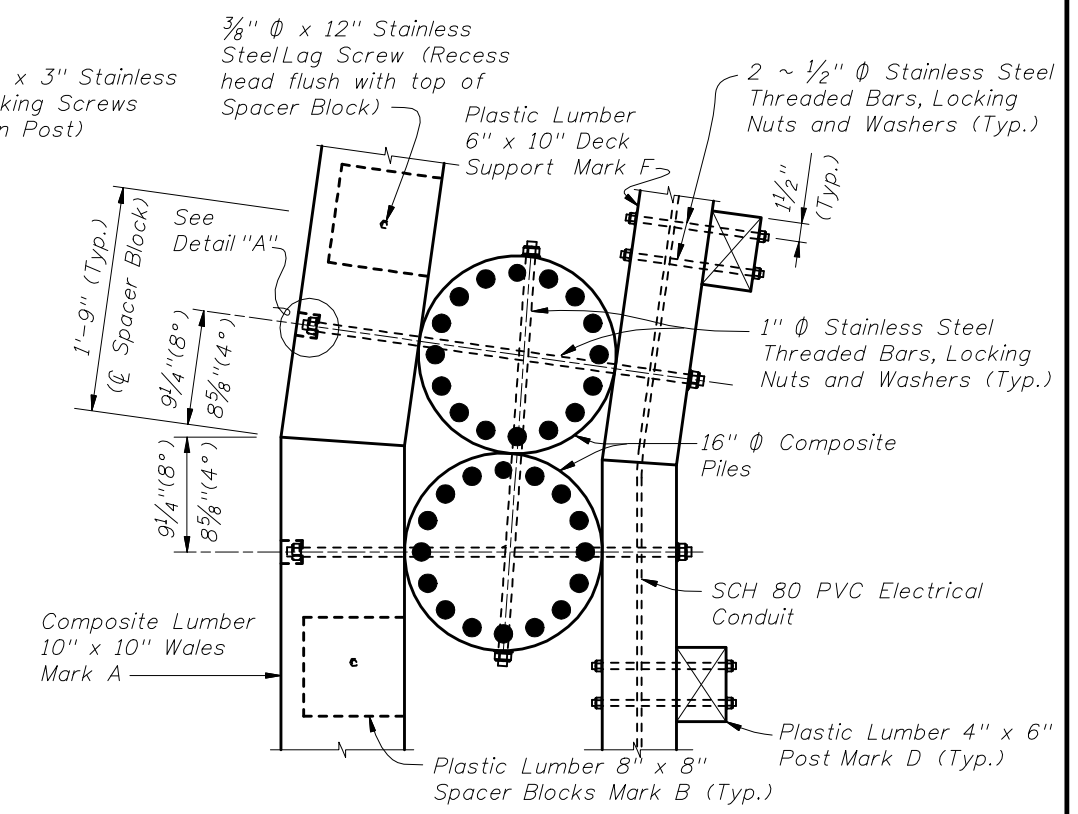 x 3" Stainless
king Screws
n Post)
3/8" Φ x 12" Stainless
Steel Lag Screw (Recess
head flush with top of
Spacer Block)
Plastic Lumber
6" x 10" Deck
Support Mark F
2 ~ 1/2" Φ Stainless Steel
Threaded Bars, Locking
Nuts and Washers (Typ.)
1 1/2"
(Typ.)
See
Detail "A"
1'-9" (Typ.)
(℄ Spacer Block)
9 1/4"(8°)
8 5/8"(4°)
1" Φ Stainless Steel
Threaded Bars, Locking
Nuts and Washers (Typ.)
16" Φ Composite
Piles
9 1/4"(8°)
8 5/8"(4°)
SCH 80 PVC Electrical
Conduit
Composite Lumber
10" x 10" Wales
Mark A
Plastic Lumber 4" x 6"
Post Mark D (Typ.)
Plastic Lumber 8" x 8"
Spacer Blocks Mark B (Typ.)